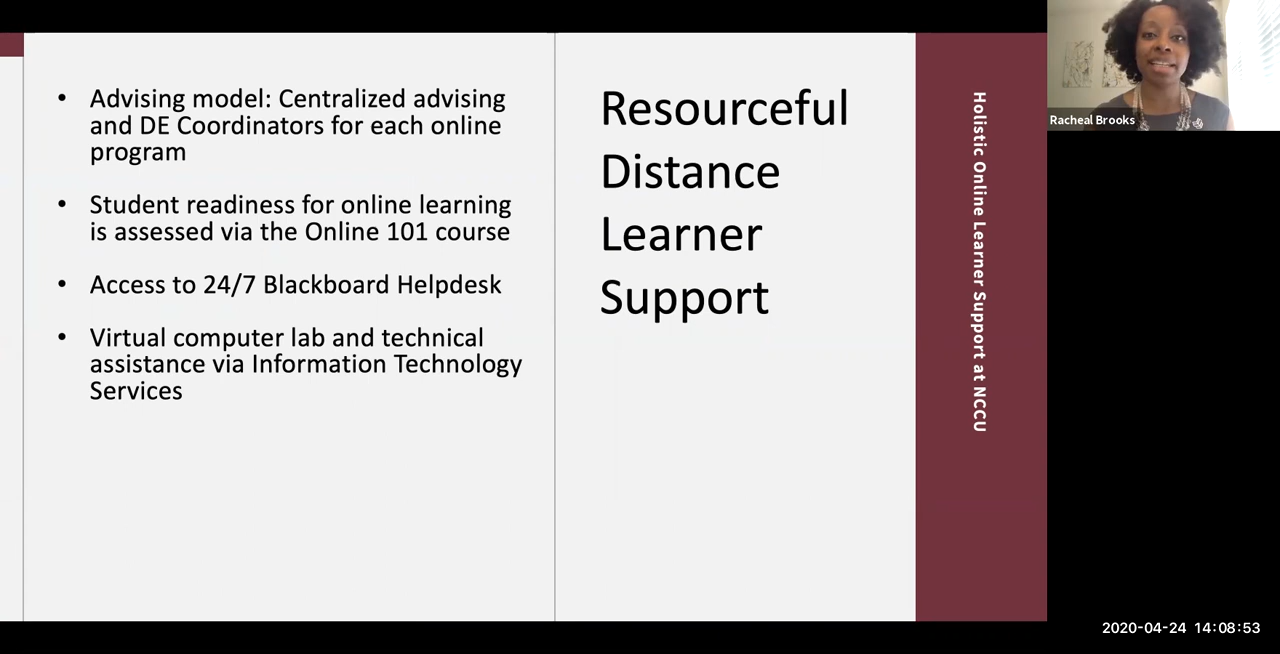 • Advising model: Centralized advising
and DE Coordinators for each online
program
• Student readiness for online learning
is assessed via the Online 101 course
• Access to 24/7 Blackboard Helpdesk
• Virtual computer lab and technical
assistance via Information Technology
Services
Resourceful
Distance
Learner
Support
Holistic Online Learner Support at NCCU
Racheal Brooks
2020-04-24 14:08:53